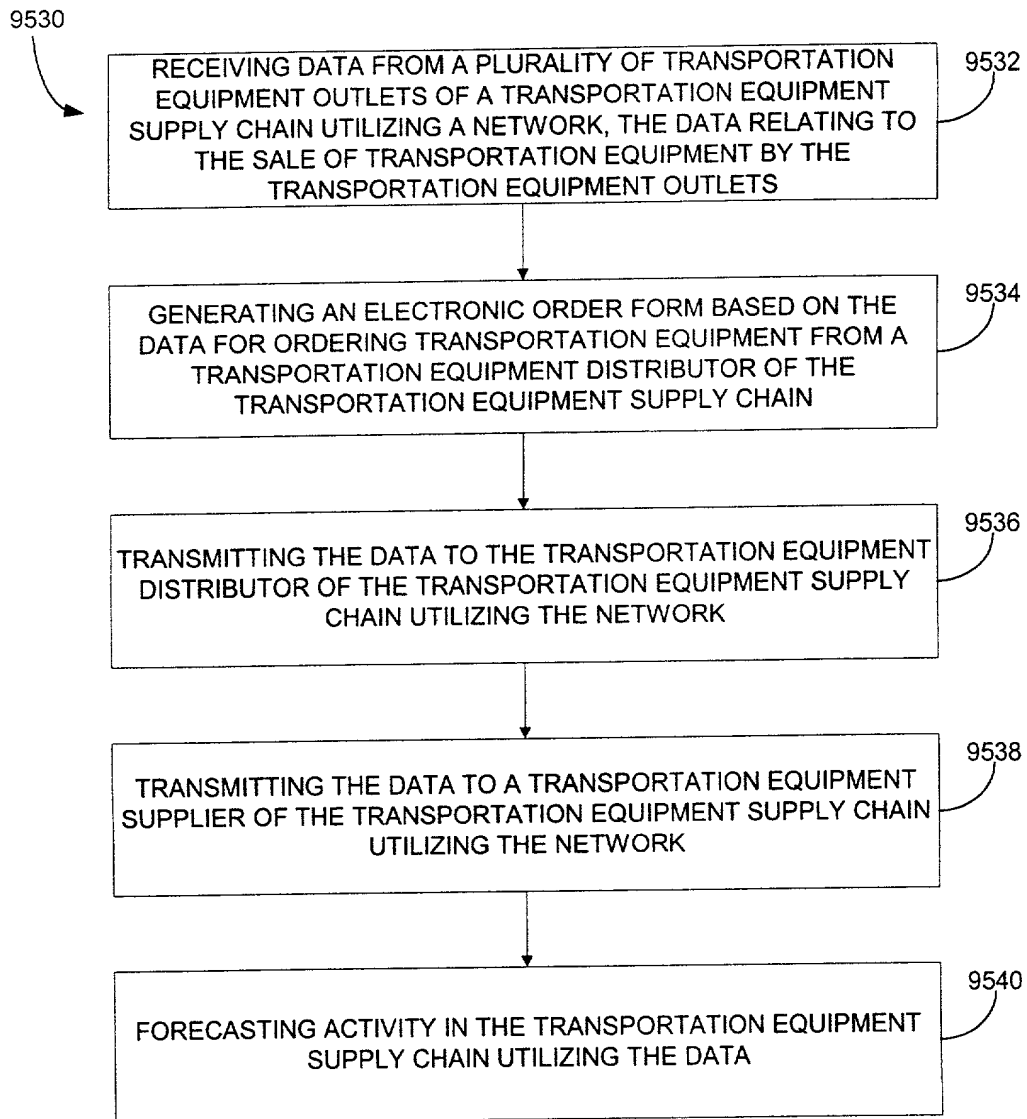 9530
RECEIVING DATA FROM A PLURALITY OF TRANSPORTATION
EQUIPMENT OUTLETS OF A TRANSPORTATION EQUIPMENT
SUPPLY CHAIN UTILIZING A NETWORK, THE DATA RELATING TO
THE SALE OF TRANSPORTATION EQUIPMENT BY THE
TRANSPORTATION EQUIPMENT OUTLETS
9532
GENERATING AN ELECTRONIC ORDER FORM BASED ON THE
DATA FOR ORDERING TRANSPORTATION EQUIPMENT FROM A
TRANSPORTATION EQUIPMENT DISTRIBUTOR OF THE
TRANSPORTATION EQUIPMENT SUPPLY CHAIN
9534
TRANSMITTING THE DATA TO THE TRANSPORTATION EQUIPMENT
DISTRIBUTOR OF THE TRANSPORTATION EQUIPMENT SUPPLY
CHAIN UTILIZING THE NETWORK
9536
TRANSMITTING THE DATA TO A TRANSPORTATION EQUIPMENT
SUPPLIER OF THE TRANSPORTATION EQUIPMENT SUPPLY CHAIN
UTILIZING THE NETWORK
9538
FORECASTING ACTIVITY IN THE TRANSPORTATION EQUIPMENT
SUPPLY CHAIN UTILIZING THE DATA
9540